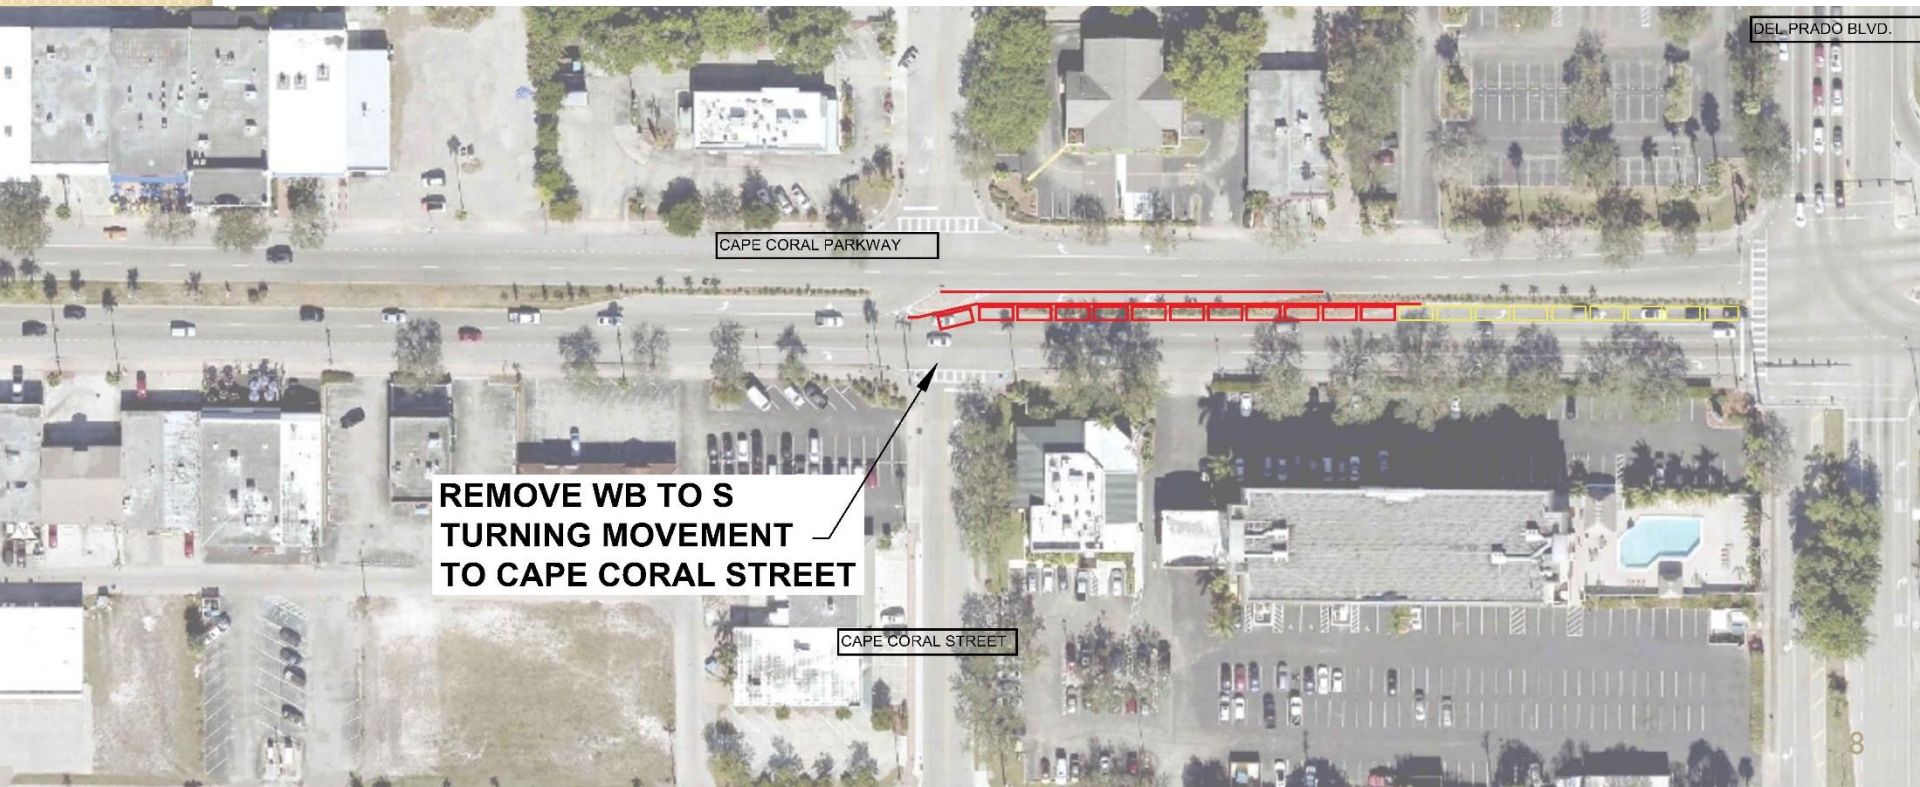 DEL PRADO BLVD.
CAPE CORAL PARKWAY
REMOVE WB TO S
TURNING MOVEMENT
TO CAPE CORAL STREET
CAPE CORAL STREET
8